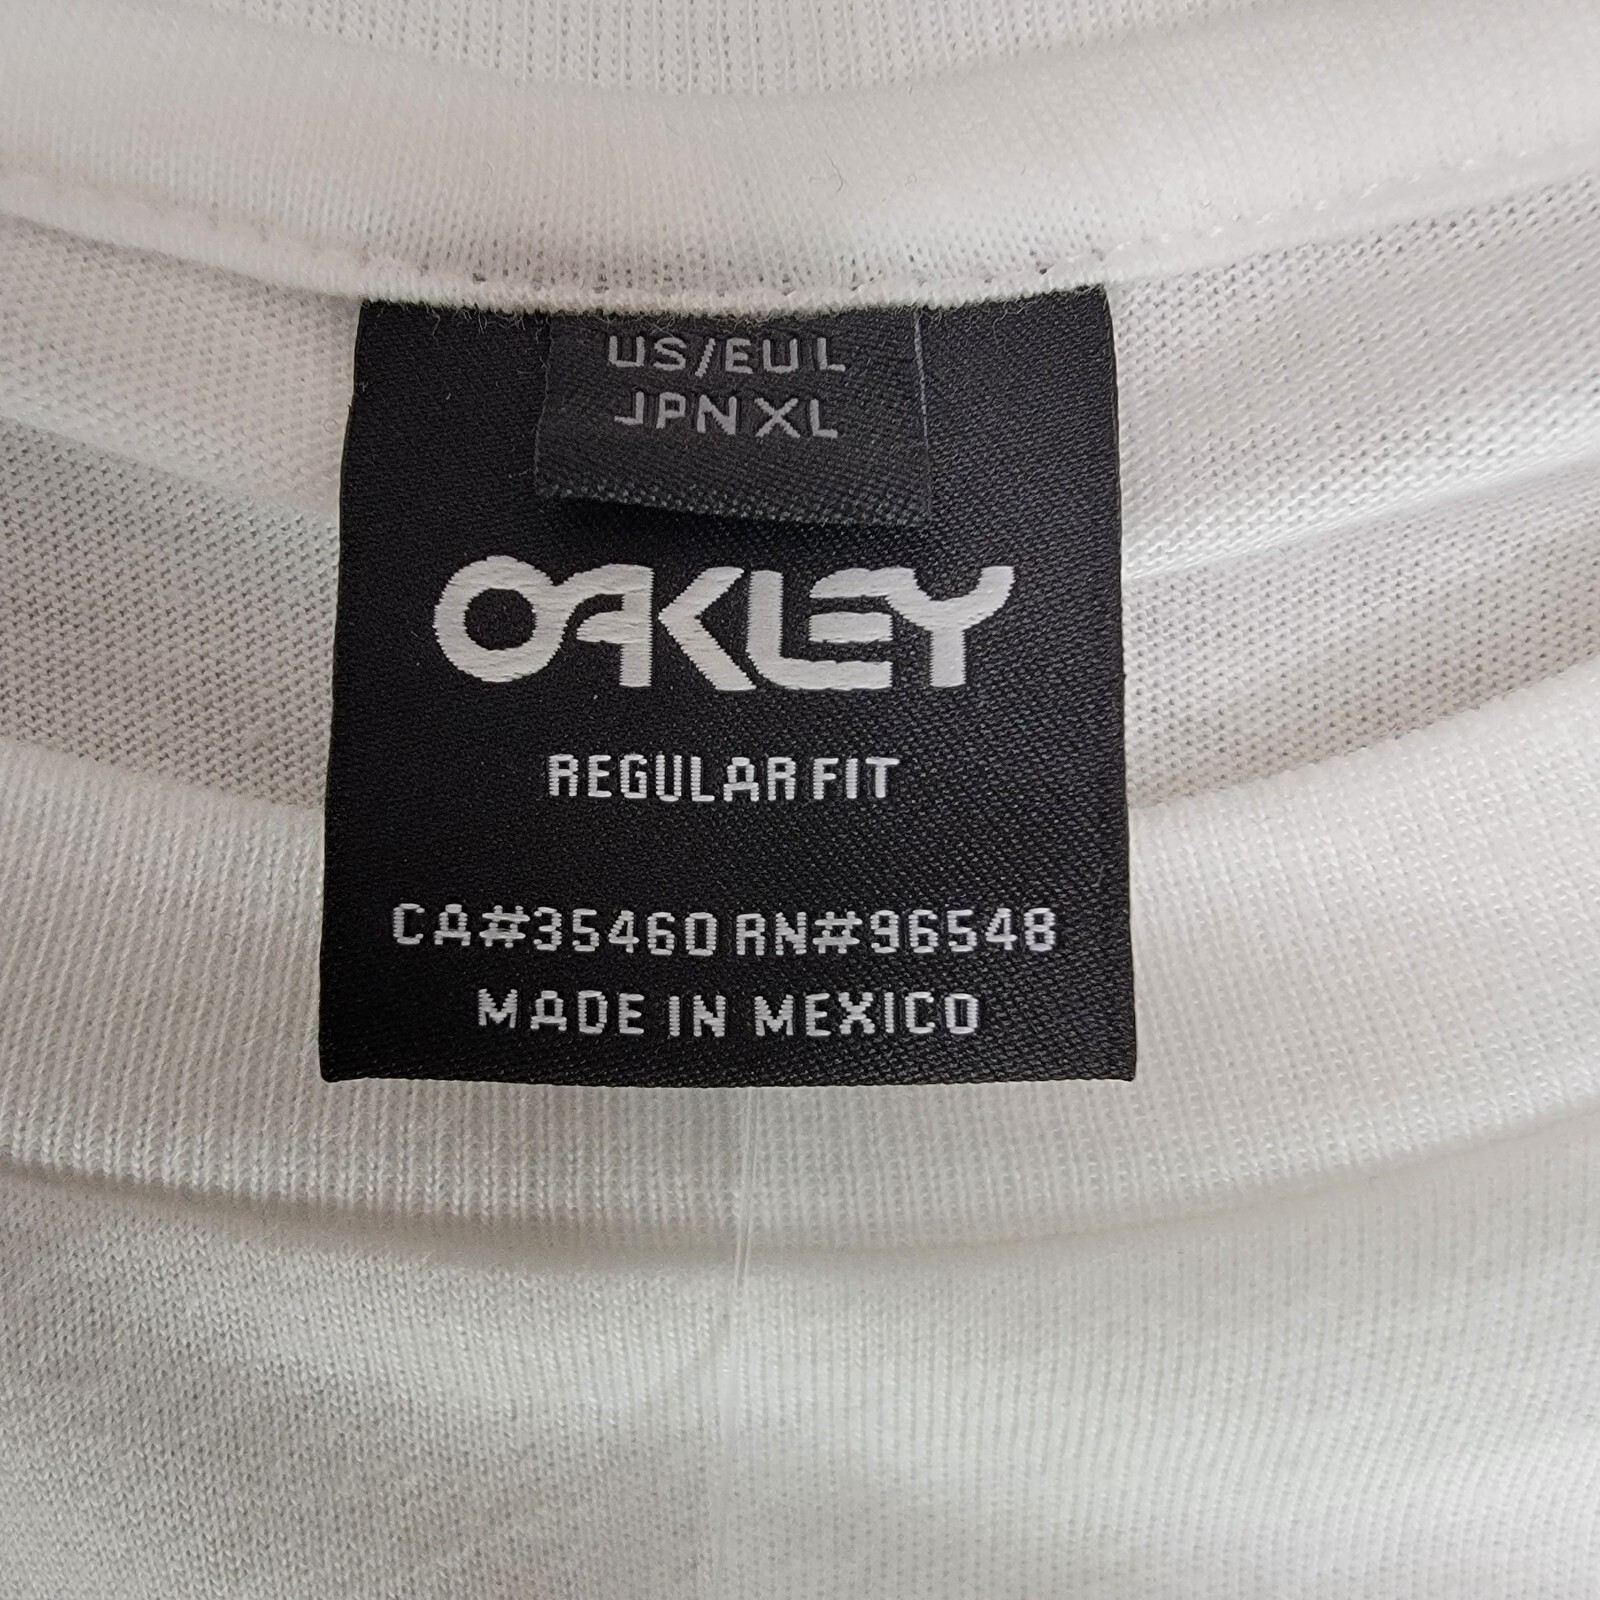 US/EU L
JPN XL
OAKLEY
REGULAR FIT
CA#35460 RN#96548
MADE IN MEXICO